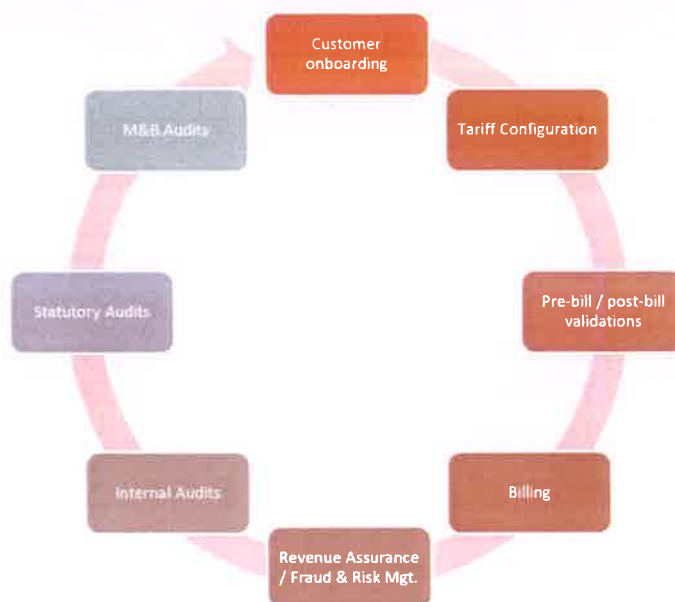 Customer
onboarding
Tariff Configuration
Pre-bill / post-bill
validations
Billing
Revenue Assurance
/ Fraud & Risk Mgt.
Internal Audits
Statutory Audits
M&B Audits